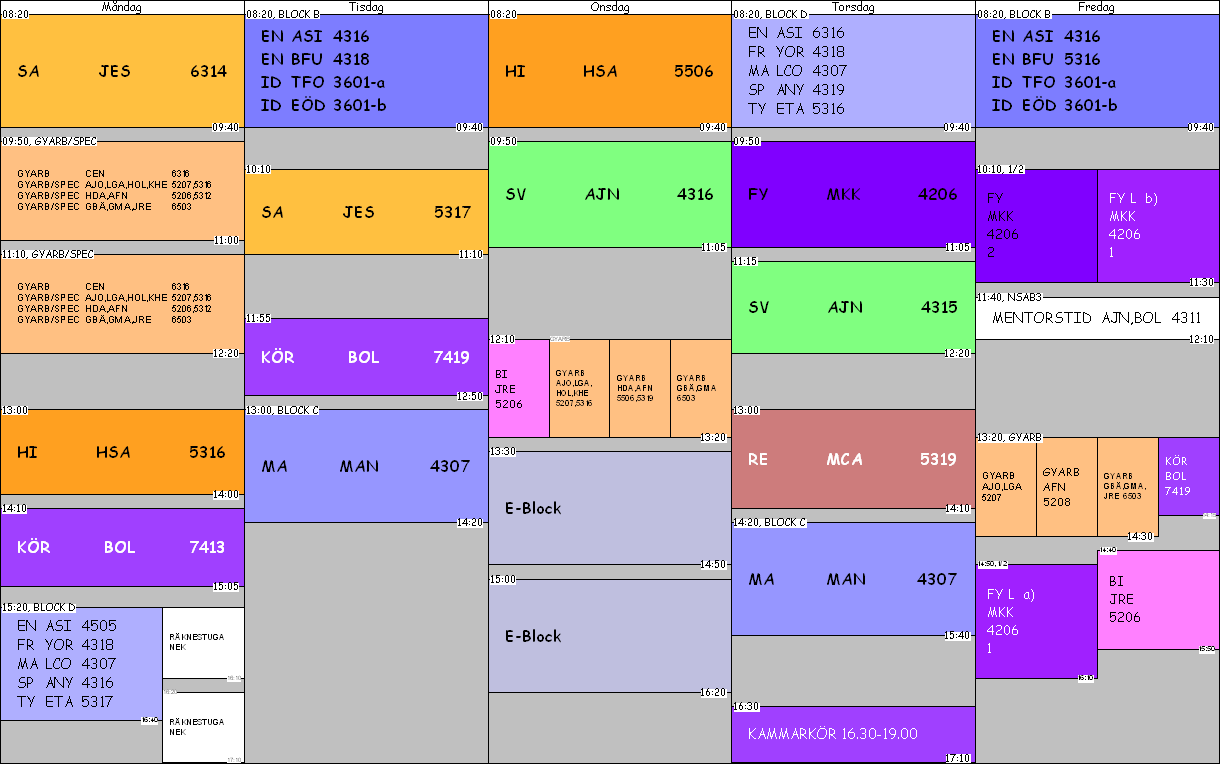 Måndag
08:20
SA JES 6314
09:40
09:50, GYARB/SPEC
GYARB CEN 6316
GYARB/SPEC AJO,LGA,HOL,KHE 5207,5316
GYARB/SPEC HDA,AFN 5206,5312
GYARB/SPEC GBÄ,GMA,JRE 6503
11:00
11:10, GYARB/SPEC
GYARB CEN 6316
GYARB/SPEC AJO,LGA,HOL,KHE 5207,5316
GYARB/SPEC HDA,AFN 5206,5312
GYARB/SPEC GBÄ,GMA,JRE 6503
12:20
13:00
HI HSA 5316
14:00
14:10
KÖR BOL 7413
15:05
15:20, BLOCK D
EN ASI 4505
FR YOR 4318
MA LCO 4307
SP ANY 4316
TY ETA 5317
16:40
RÄKNESTUGA
NEK
16:10
16:20
RÄKNESTUGA
NEK
17:10
Tisdag
08:20, BLOCK B
EN ASI 4316
EN BFU 4318
ID TFO 3601-a
ID EÖD 3601-b
09:40
10:10
SA JES 5317
11:10
11:55
KÖR BOL 7419
12:50
13:00, BLOCK C
MA MAN 4307
14:20
Onsdag
08:20
HI HSA 5506
09:40
09:50
SV AJN 4316
11:05
12:10
BI
JRE
5206
GYARB
GYARB
AJO,LGA,
HOL,KHE
5207,5316
GYARB
HDA,AFN
5506,5319
GYARB
GBÄ,GMA
6503
13:20
13:30
E-Block
14:50
15:00
E-Block
16:20
Torsdag
08:20, BLOCK D
EN ASI 6316
FR YOR 4318
MA LCO 4307
SP ANY 4319
TY ETA 5316
09:40
09:50
FY MKK 4206
11:05
11:15
SV AJN 4315
12:20
13:00
RE MCA 5319
14:10
14:20, BLOCK C
MA MAN 4307
15:40
16:30
KAMMARKÖR 16.30-19.00
17:10
Fredag
08:20, BLOCK B
EN ASI 4316
EN BFU 5316
ID TFO 3601-a
ID EÖD 3601-b
09:40
10:10, 1/2
FY
MKK
4206
2
FY L b)
MKK
4206
1
11:30
11:40, NSAB3
MENTORSTID AJN,BOL 4311
12:10
13:20, GYARB
GYARB
AJO,LGA
5207
GYARB
AFN
5208
GYARB
GBÄ,GMA,
JRE 6503
14:30
KÖR
BOL
7419
14:50, 1/2
FY L a)
MKK
4206
1
16:10
14:40
BI
JRE
5206
15:50